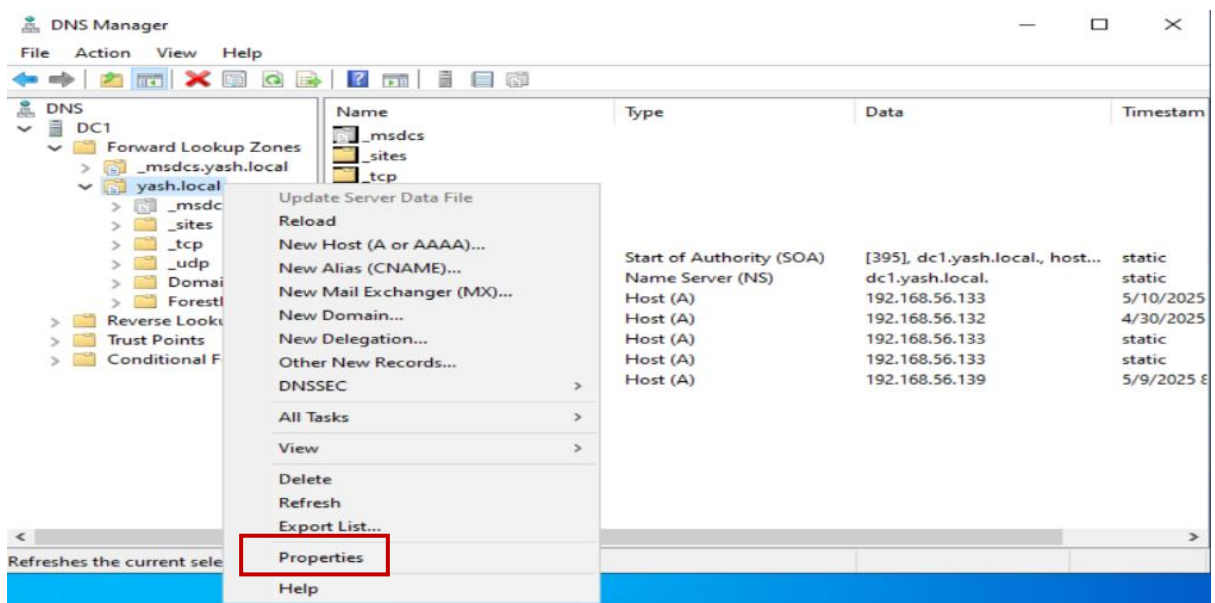 DNS Manager
File Action View Help
DNS
DC1
Forward Lookup Zones
_msdcs.yash.local
yash.local
_msdc
_sites
_tcp
_udp
Domai
Forest
Reverse Looku
Trust Points
Conditional F
Name Type Data Timestam
_msdcs
_sites
_tcp
Start of Authority (SOA) [395], dc1.yash.local., host... static
Name Server (NS) dc1.yash.local. static
Host (A) 192.168.56.133 5/10/2025
Host (A) 192.168.56.132 4/30/2025
Host (A) 192.168.56.133 static
Host (A) 192.168.56.133 static
Host (A) 192.168.56.139 5/9/2025 8
Update Server Data File
Reload
New Host (A or AAAA)...
New Alias (CNAME)...
New Mail Exchanger (MX)...
New Domain...
New Delegation...
Other New Records...
DNSSEC
All Tasks
View
Delete
Refresh
Export List...
Properties
Help
Refreshes the current sele